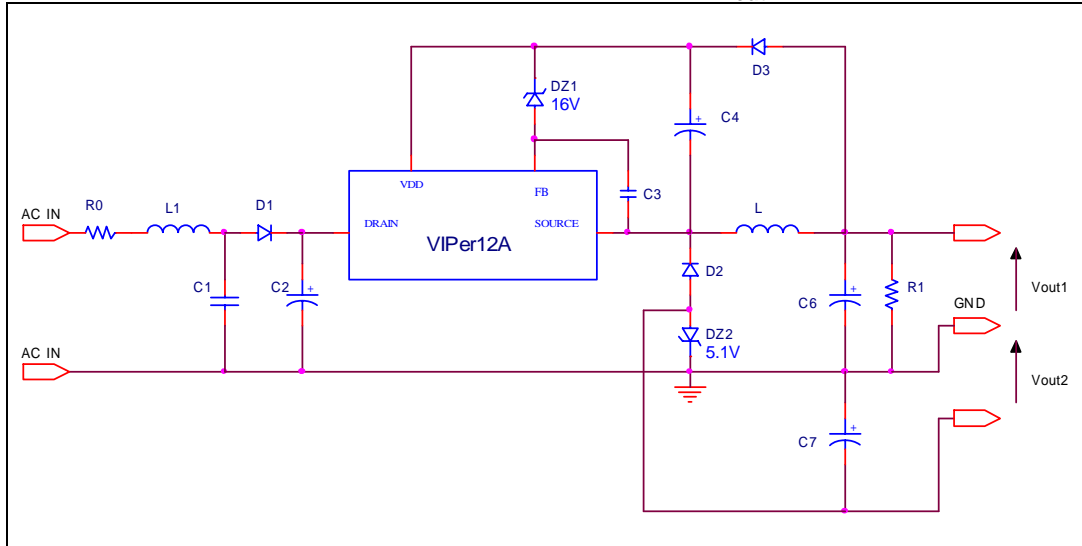 D3
DZ1
16V
C4
VDD
FB
C3
AC IN
R0
L1
D1
DRAIN
SOURCE
L
VIPer12A
D2
C1
C2
C6
R1
Vout1
GND
DZ2
5.1V
AC IN
Vout2
C7